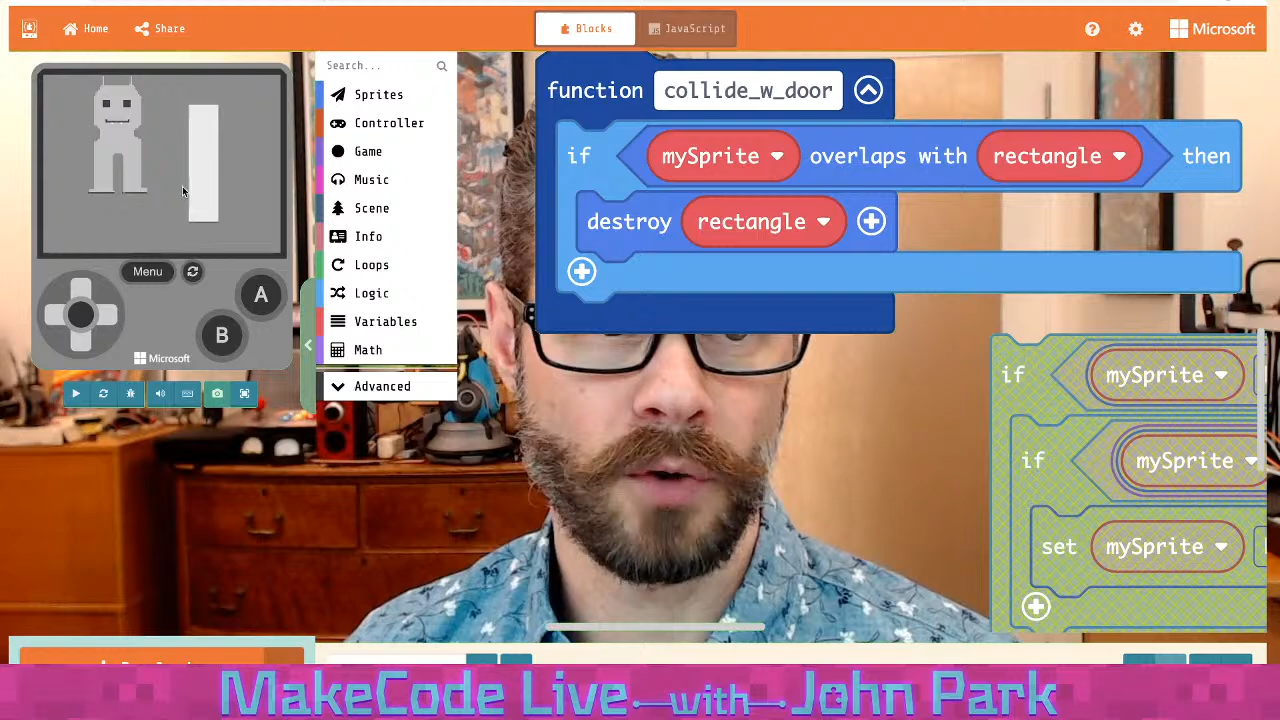 Home
Share
Blocks
JavaScript
Microsoft
Search...
Sprites
Controller
Game
Music
Scene
Info
Loops
Logic
Variables
Math
Advanced
Menu
A
B
Microsoft
function collide_w_door
if mySprite overlaps with rectangle then
destroy rectangle
if mySprite
if mySprite
set mySprite
MakeCode Live with John Park